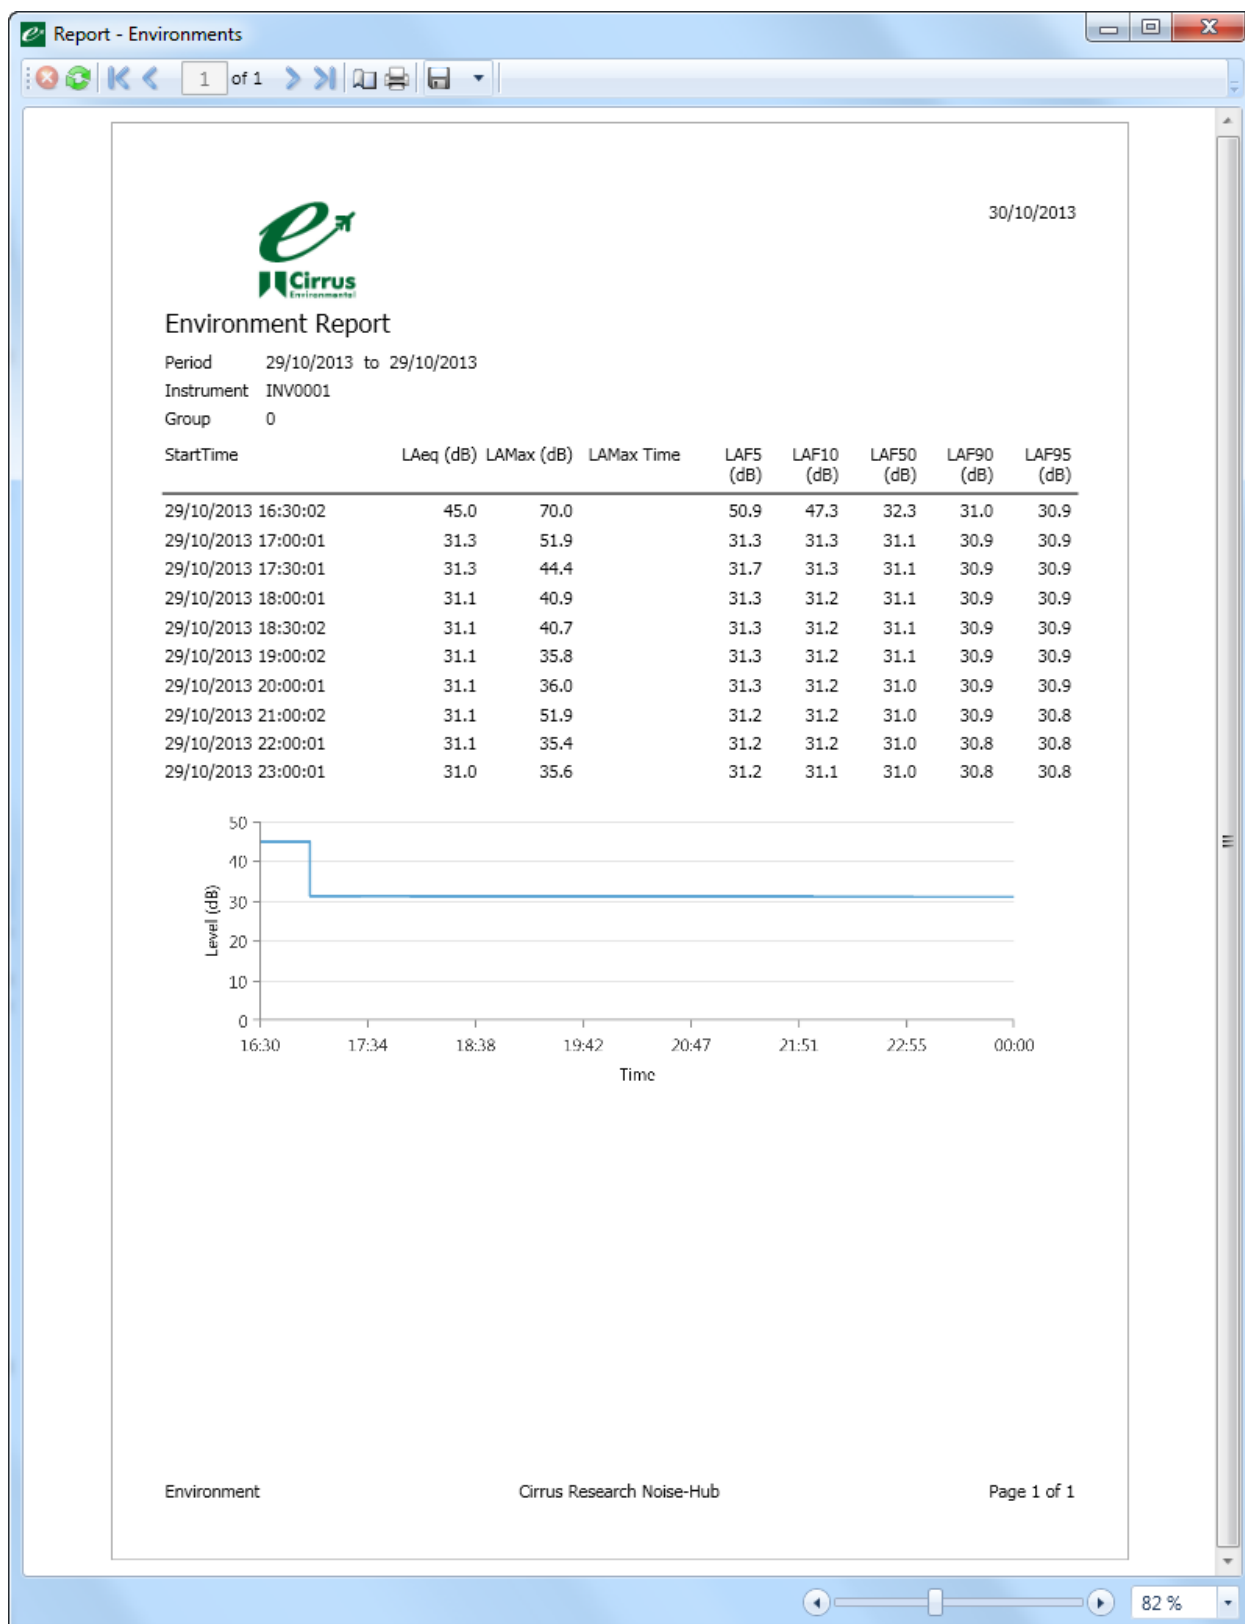 Report - Environments
1 of 1
30/10/2013
e
Cirrus
Environmental
Environment Report
Period 29/10/2013 to 29/10/2013
Instrument INV0001
Group 0
StartTime LAeq (dB) LAMax (dB) LAMax Time LAF5 (dB) LAF10 (dB) LAF50 (dB) LAF90 (dB) LAF95 (dB)
29/10/2013 16:30:02 45.0 70.0 50.9 47.3 32.3 31.0 30.9
29/10/2013 17:00:01 31.3 51.9 31.3 31.3 31.1 30.9 30.9
29/10/2013 17:30:01 31.3 44.4 31.7 31.3 31.1 30.9 30.9
29/10/2013 18:00:01 31.1 40.9 31.3 31.2 31.1 30.9 30.9
29/10/2013 18:30:02 31.1 40.7 31.3 31.2 31.1 30.9 30.9
29/10/2013 19:00:02 31.1 35.8 31.3 31.2 31.1 30.9 30.9
29/10/2013 20:00:01 31.1 36.0 31.3 31.2 31.0 30.9 30.9
29/10/2013 21:00:02 31.1 51.9 31.2 31.2 31.0 30.9 30.8
29/10/2013 22:00:01 31.1 35.4 31.2 31.2 31.0 30.8 30.8
29/10/2013 23:00:01 31.0 35.6 31.2 31.1 31.0 30.8 30.8
50
40
30
20
10
0
Level (dB)
16:30 17:34 18:38 19:42 20:47 21:51 22:55 00:00
Time
Environment Cirrus Research Noise-Hub Page 1 of 1
82 %